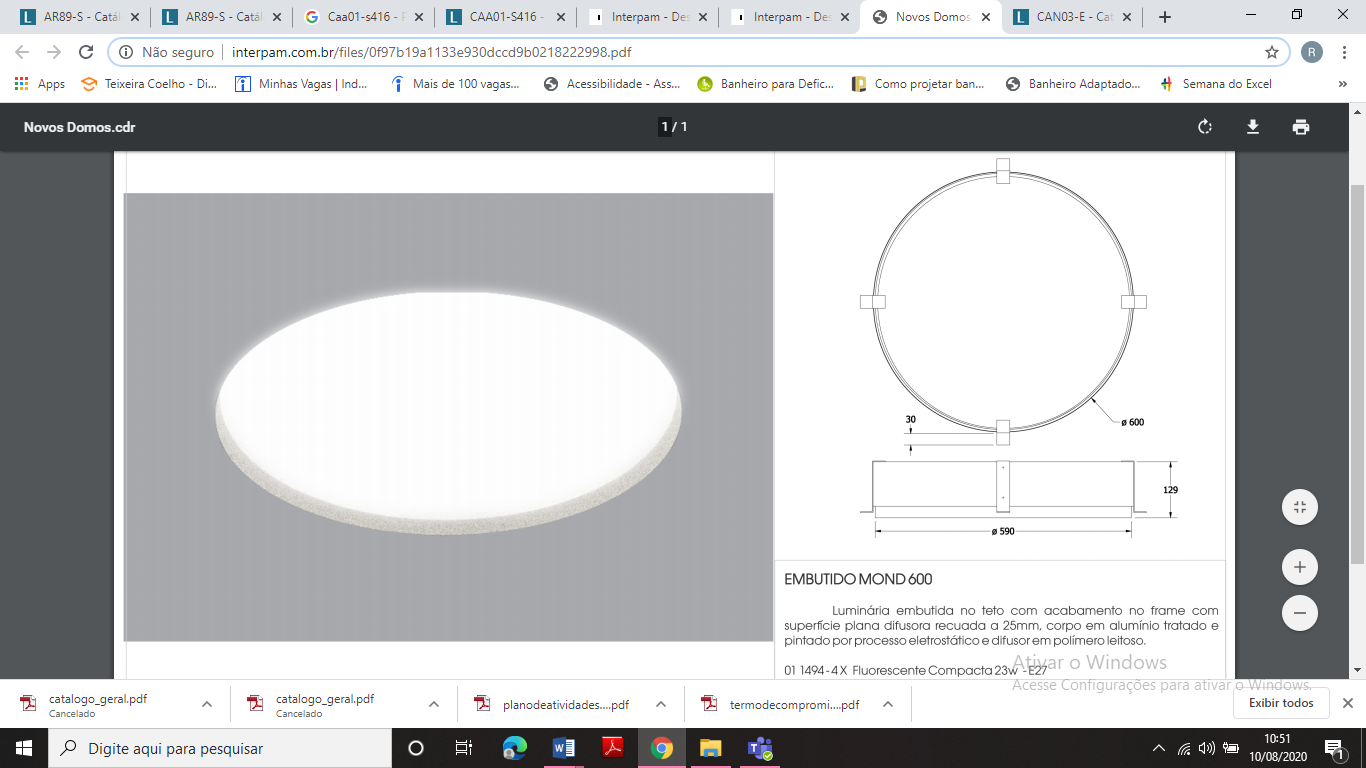 AR89-S - Catál
AR89-S - Catál
Caa01-s416 - P
CAA01-S416 -
Interpam - Des
Interpam - Des
Novos Domos
CAN03-E - Cat
Não seguro
interpam.com.br/files/0f97b19a1133e930dccd9b0218222998.pdf
R
Apps
Teixeira Coelho - Di...
Minhas Vagas | Ind...
Mais de 100 vagas...
Acessibilidade - Ass...
Banheiro para Defic...
Como projetar ban...
Banheiro Adaptado...
Semana do Excel
»
Novos Domos.cdr
1 / 1
30
ø 600
129
ø 590
EMBUTIDO MOND 600
Luminária embutida no teto com acabamento no frame com
superfície plana difusora recuada a 25mm, corpo em alumínio tratado e
pintado por processo eletrostático e difusor em polímero leitoso.
01 1494 - 4 X Fluorescente Compacta 23w - E27
Ativar o Windows
Acesse Configurações para ativar o Windows.
catalogo_geral.pdf
Cancelado
catalogo_geral.pdf
Cancelado
planodeatividades....pdf
termodecompromi....pdf
Exibir todos
Digite aqui para pesquisar
10:51
10/08/2020
1